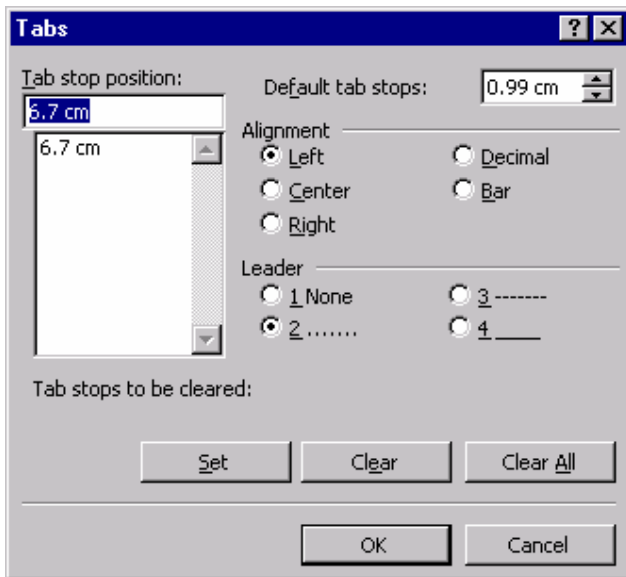 Tabs
Tab stop position:
Default tab stops:
0.99 cm
6.7 cm
6.7 cm
Alignment
Left
Decimal
Center
Bar
Right
Leader
1 None
3 -------
2 .......
4 ____
Tab stops to be cleared:
Set
Clear
Clear All
OK
Cancel